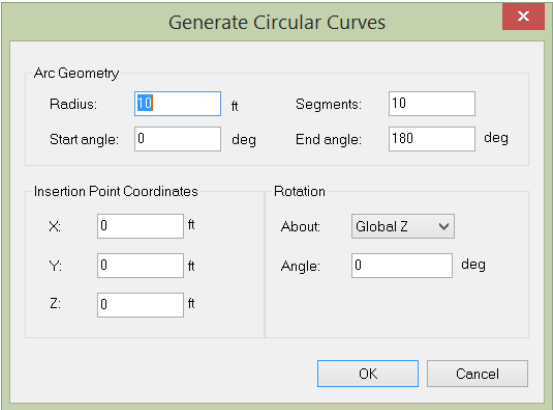 Generate Circular Curves
Arc Geometry
Radius: 10 ft Segments: 10
Start angle: 0 deg End angle: 180 deg
Insertion Point Coordinates Rotation
X: 0 ft About: Global Z
Y: 0 ft Angle: 0 deg
Z: 0 ft
OK Cancel